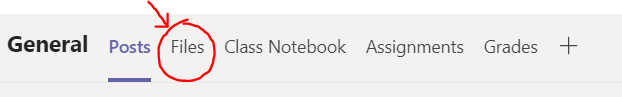 General Posts Files Class Notebook Assignments Grades +